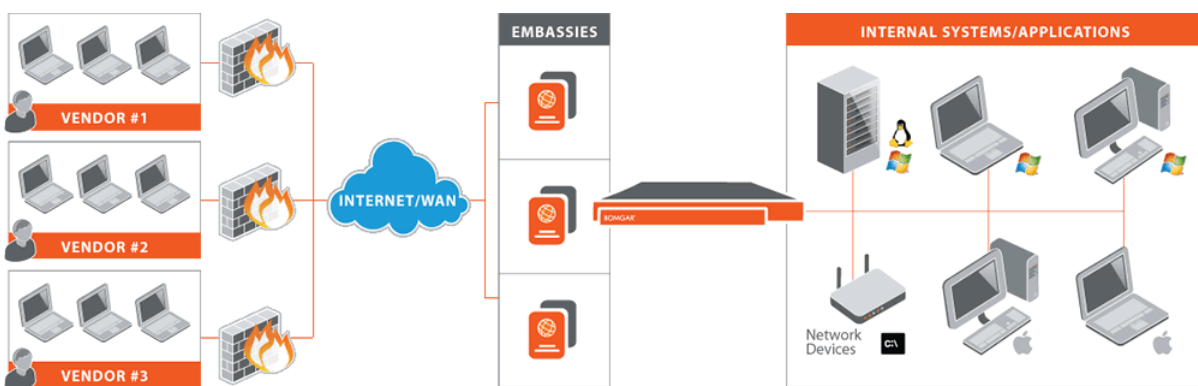 VENDOR #1
VENDOR #2
VENDOR #3
INTERNET/WAN
EMBASSIES
BOMGAR
INTERNAL SYSTEMS/APPLICATIONS
Network
Devices
C:\